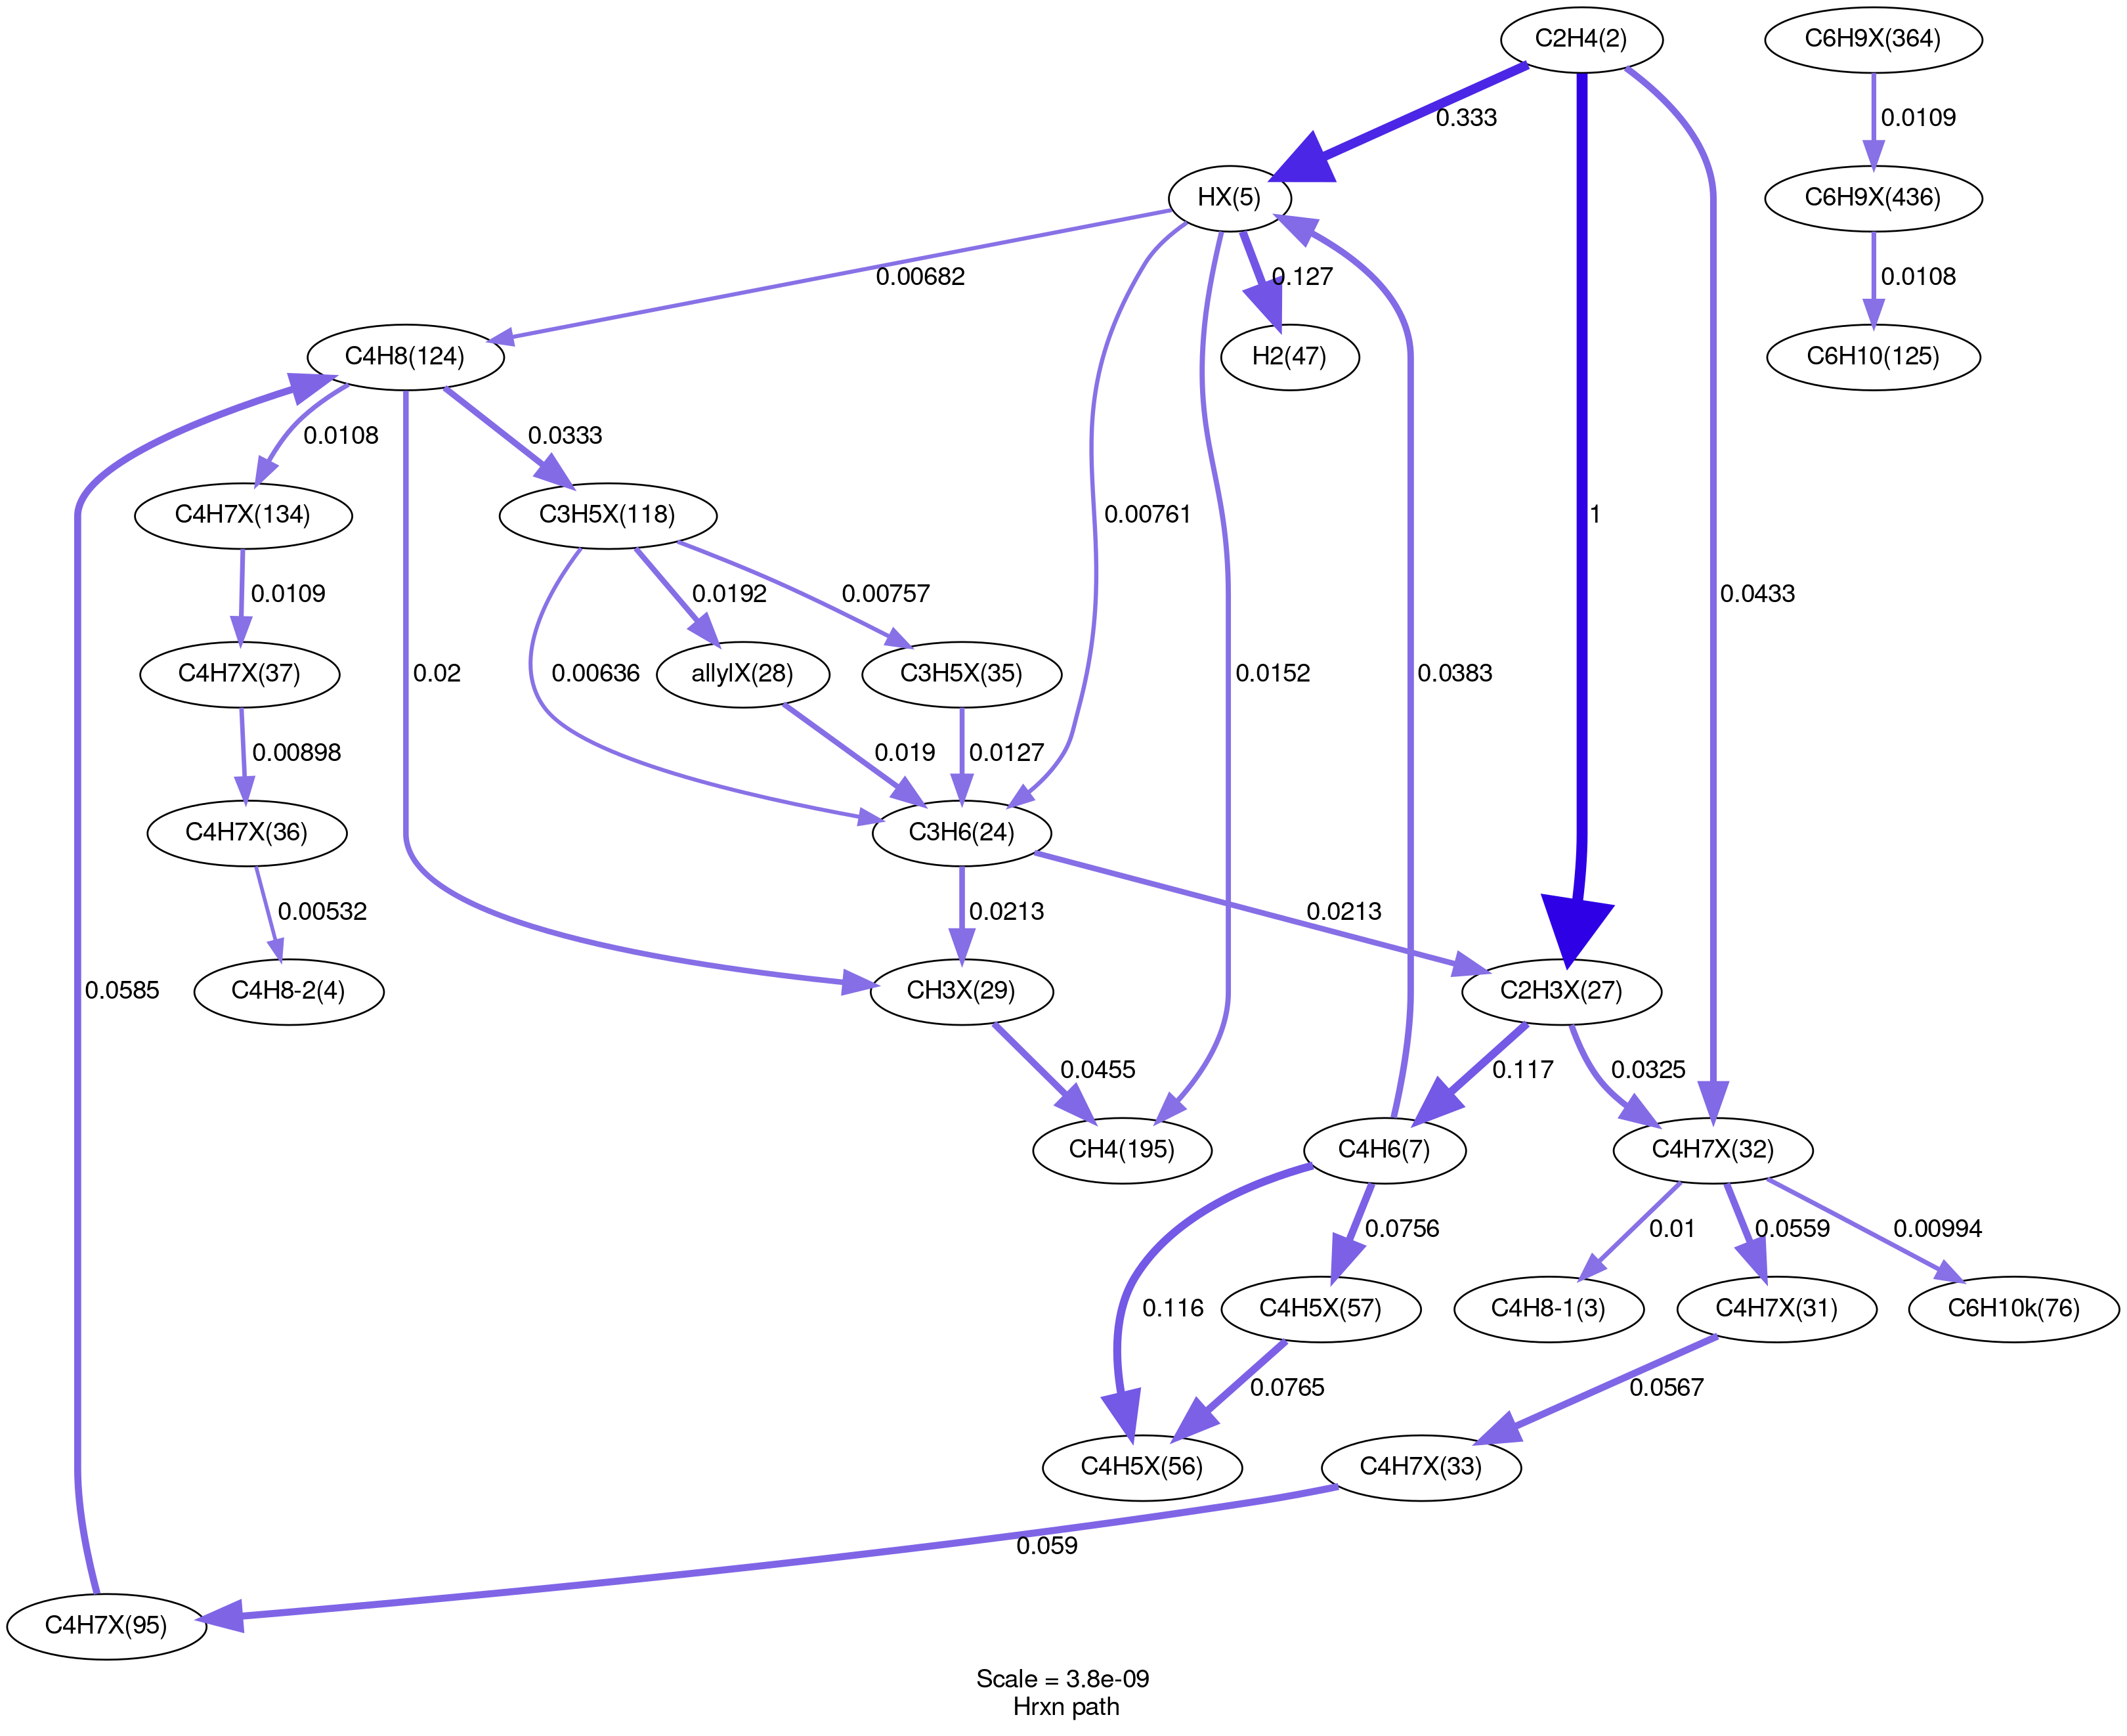 C2H4(2)
C6H9X(364)
0.333
0.0109
HX(5)
C6H9X(436)
0.00682
0.127
0.0108
C4H8(124)
H2(47)
C6H10(125)
0.0108
0.0333
C4H7X(134)
C3H5X(118)
0.00761
1
0.0109
0.0192
0.00757
0.0433
C4H7X(37)
0.02
0.00636
allylX(28)
C3H5X(35)
0.0152
0.0383
0.00898
0.019
0.0127
C4H7X(36)
C3H6(24)
0.00532
0.0213
0.0213
0.0585
C4H8-2(4)
CH3X(29)
C2H3X(27)
0.0455
0.117
0.0325
CH4(195)
C4H6(7)
C4H7X(32)
0.0756
0.01
0.0559
0.00994
0.116
C4H5X(57)
C4H8-1(3)
C4H7X(31)
C6H10k(76)
0.0765
0.0567
C4H5X(56)
C4H7X(33)
0.059
C4H7X(95)
Scale = 3.8e-09
Hrxn path